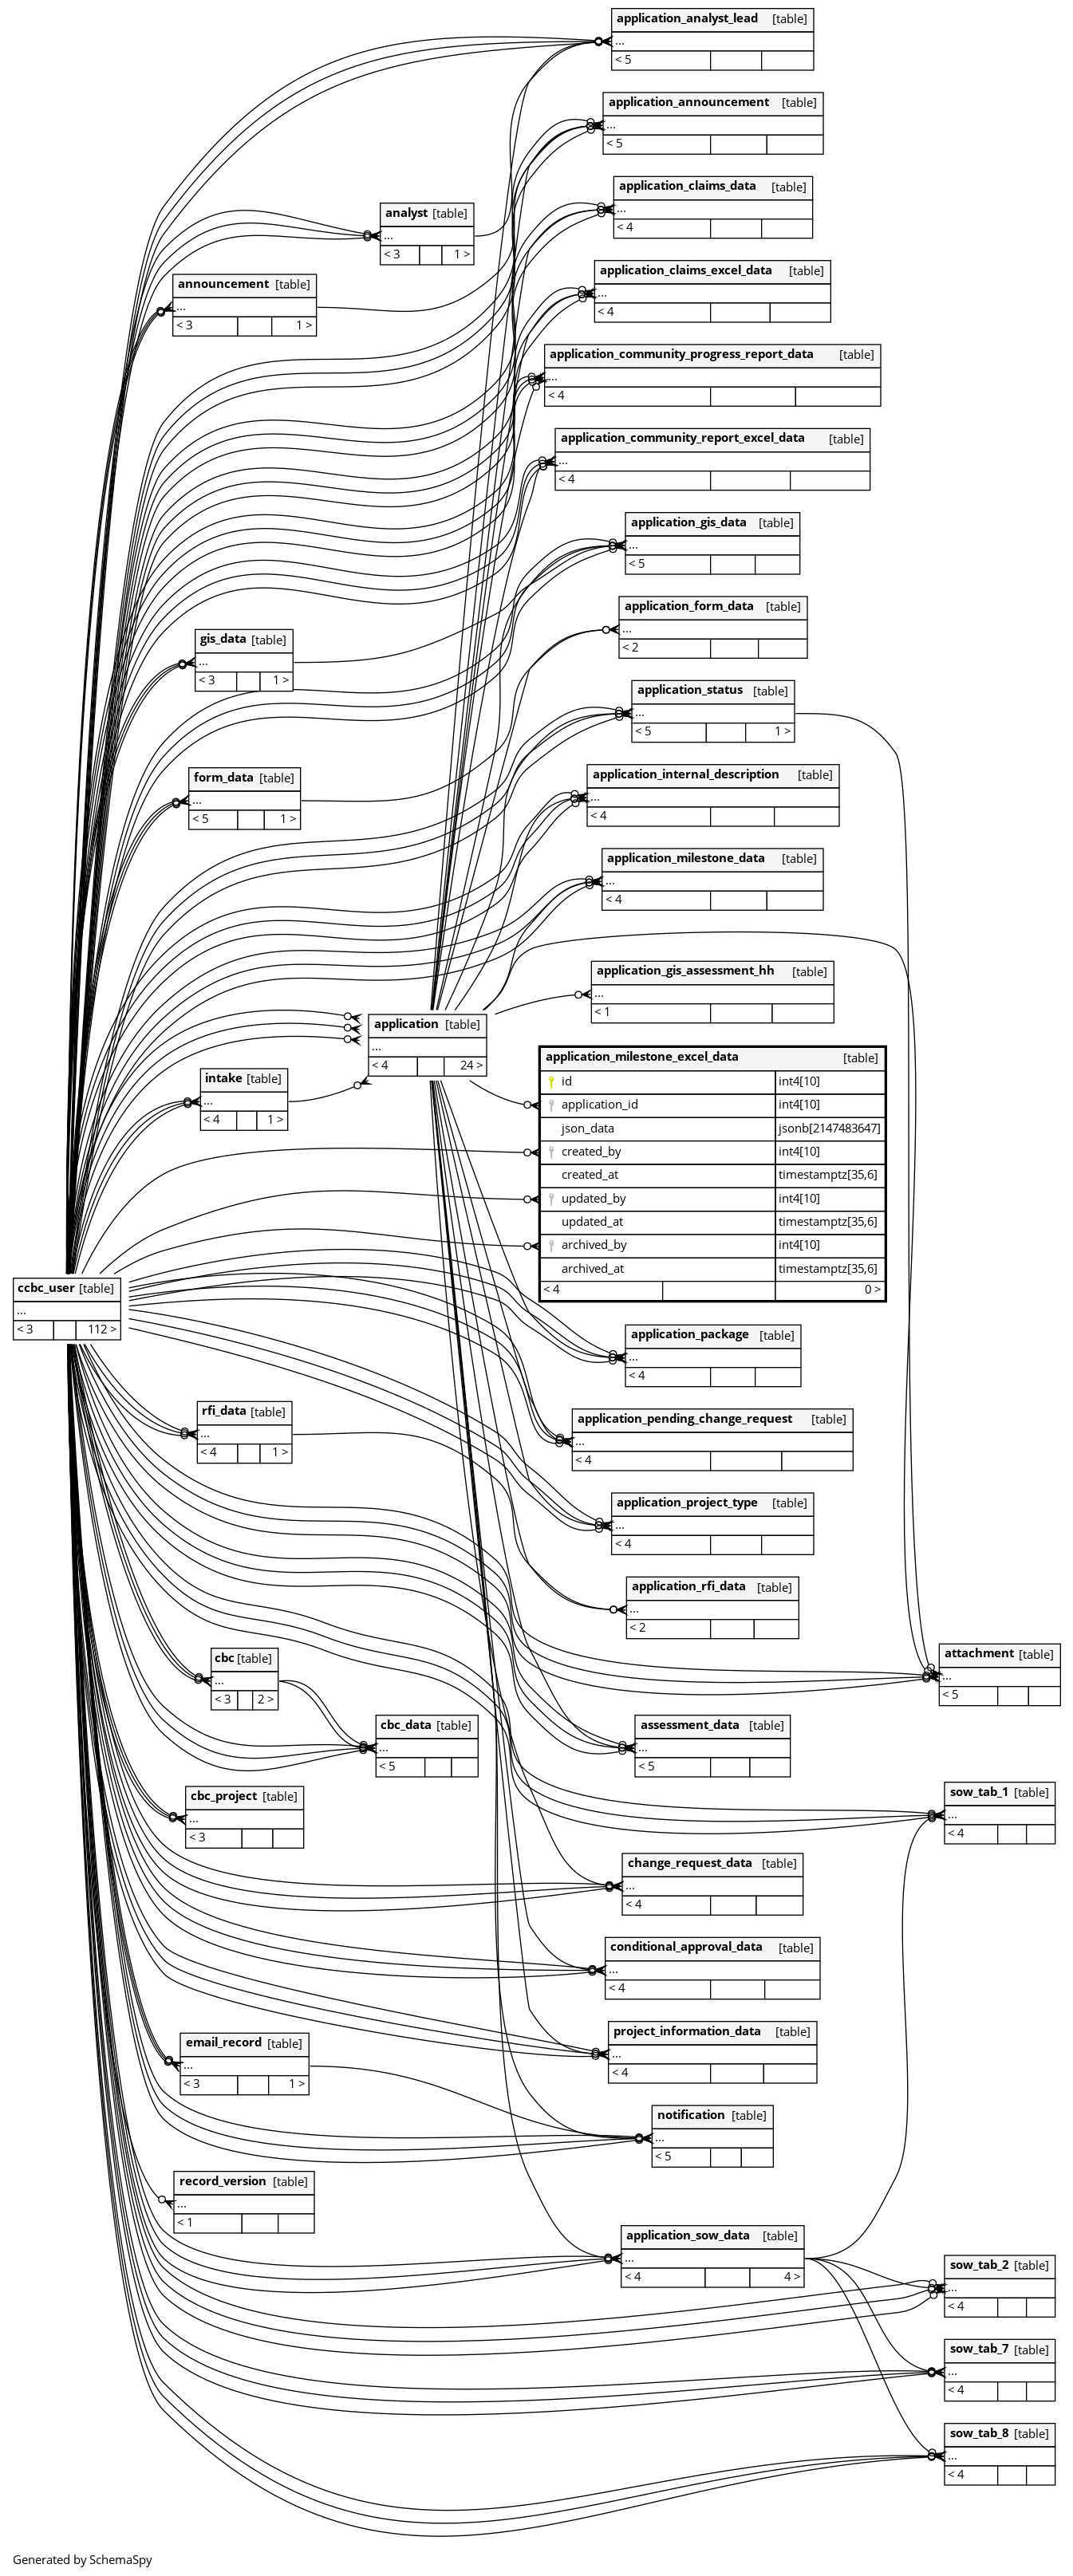 application_analyst_lead [table]
...
< 5
application_announcement [table]
...
< 5
application_claims_data [table]
...
< 4
analyst [table]
...
< 3 1 >
application_claims_excel_data [table]
...
< 4
announcement [table]
...
< 3 1 >
application_community_progress_report_data [table]
...
< 4
application_community_report_excel_data [table]
...
< 4
application_gis_data [table]
...
< 5
application_form_data [table]
...
< 2
gis_data [table]
...
< 3 1 >
application_status [table]
...
< 5 1 >
form_data [table]
...
< 5 1 >
application_internal_description [table]
...
< 4
application_milestone_data [table]
...
< 4
application_gis_assessment_hh [table]
...
< 1
application [table]
...
< 4 24 >
intake [table]
...
< 4 1 >
application_milestone_excel_data [table]
id int4[10]
application_id int4[10]
json_data jsonb[2147483647]
created_by int4[10]
created_at timestamptz[35,6]
updated_by int4[10]
updated_at timestamptz[35,6]
archived_by int4[10]
archived_at timestamptz[35,6]
< 4 0 >
ccbc_user [table]
...
< 3 112 >
application_package [table]
...
< 4
rfi_data [table]
...
< 4 1 >
application_pending_change_request [table]
...
< 4
application_project_type [table]
...
< 4
application_rfi_data [table]
...
< 2
cbc [table]
...
< 3 2 >
attachment [table]
...
< 5
cbc_data [table]
...
< 5
assessment_data [table]
...
< 5
cbc_project [table]
...
< 3
sow_tab_1 [table]
...
< 4
change_request_data [table]
...
< 4
conditional_approval_data [table]
...
< 4
project_information_data [table]
...
< 4
email_record [table]
...
< 3 1 >
notification [table]
...
< 5
record_version [table]
...
< 1
application_sow_data [table]
...
< 4 4 >
sow_tab_2 [table]
...
< 4
sow_tab_7 [table]
...
< 4
sow_tab_8 [table]
...
< 4
Generated by SchemaSpy